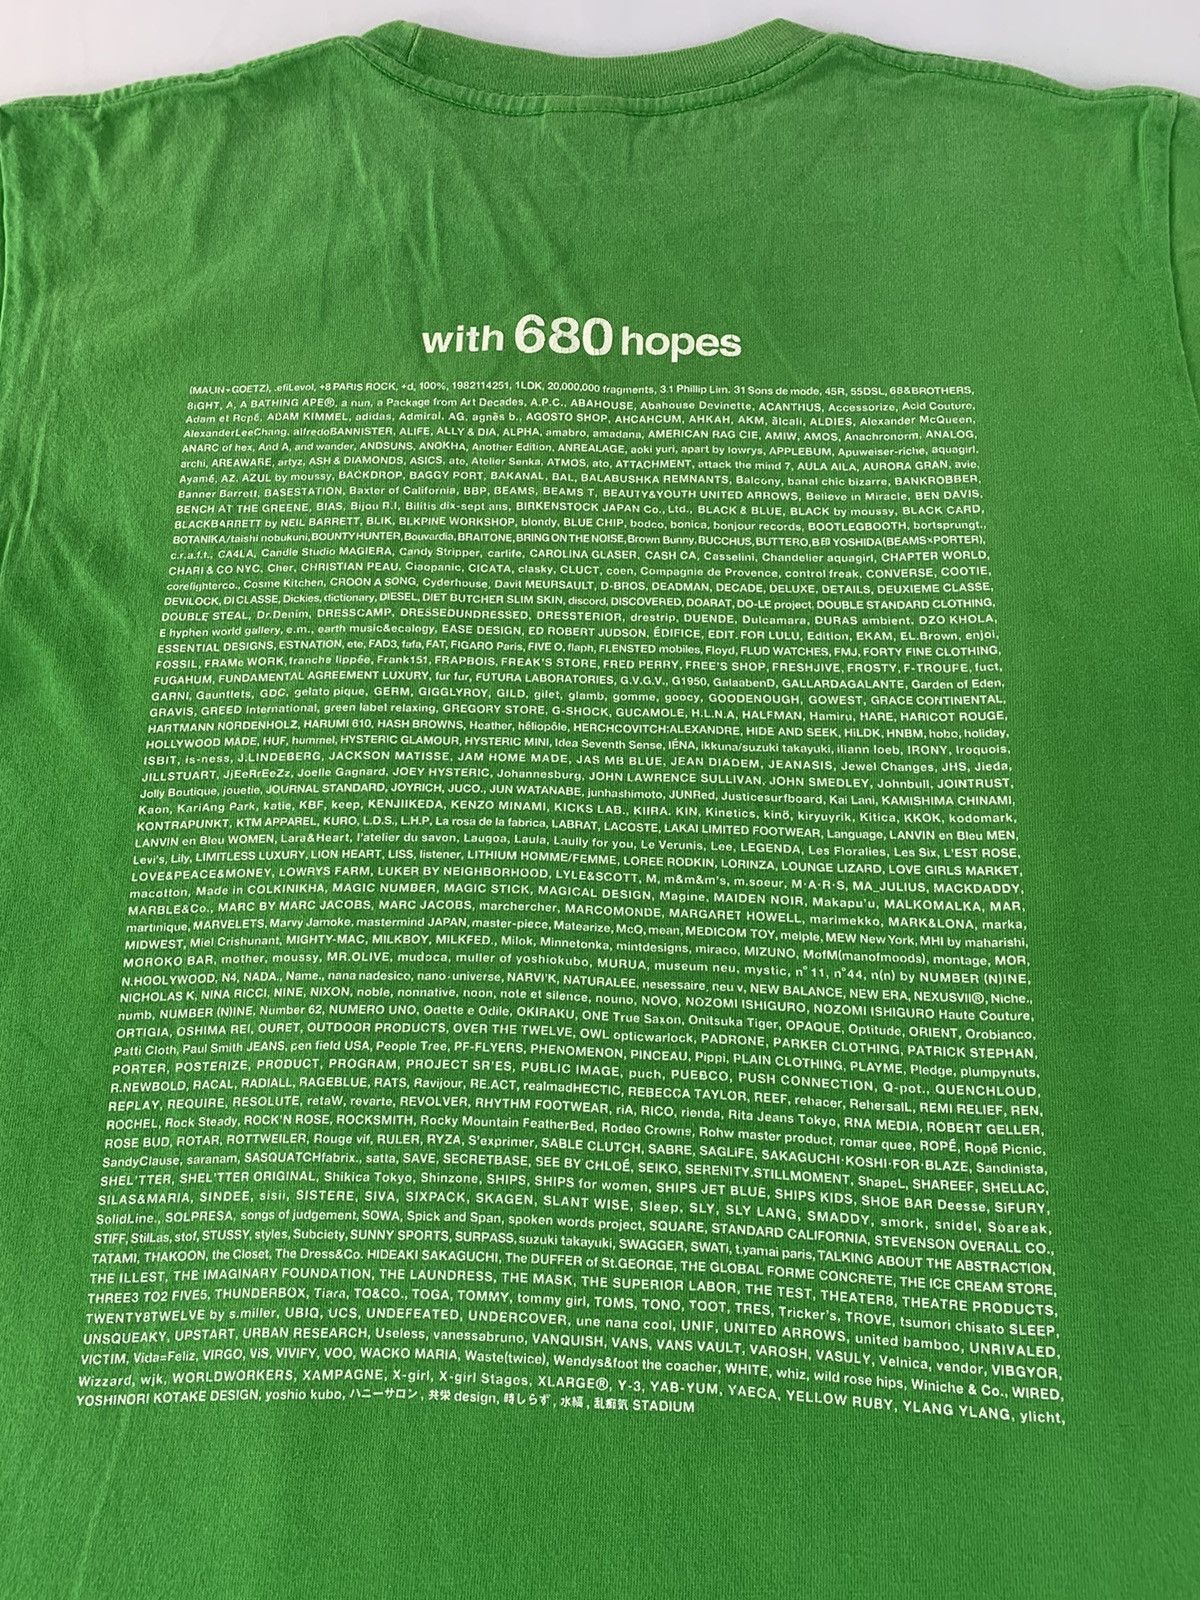 with 680 hopes
(MALIN+GOETZ), .efiLevol, +8 PARIS ROCK, +d, 100%, 1982114251, 1LDK, 20,000,000 fragments, 3.1 Phillip Lim. 31 Sons de mode, 45R, 55DSL, 68&BROTHERS,
8IGHT, A, A BATHING APE®, a nun, a Package from Art Decades, A.P.C., ABAHOUSE, Abahouse Devinette, ACANTHUS, Accessorize, Acid Couture,
Adam et Ropé, ADAM KIMMEL, adidas, Admiral, AG, agnès b., AGOSTO SHOP, AHCAHCUM, AHKAH, AKM, ãlcali, ALDIES, Alexander McQueen,
AlexanderLeeChang, alfredoBANNISTER, ALIFE, ALLY & DIA, ALPHA, amabro, amadana, AMERICAN RAG CIE, AMIW, AMOS, Anachronorm, ANALOG,
ANARC of hex, And A, and wander, ANDSUNS, ANOKHA, Another Edition, ANREALAGE, aoki yuri, apart by lowrys, APPLEBUM, Apuweiser-riche, aquagirl,
archi, AREAWARE, artyz, ASH & DIAMONDS, ASICS, ate, Atelier Senka, ATMOS, ato, ATTACHMENT, attack the mind 7, AULA AILA, AURORA GRAN, avie,
Ayamé, AZ, AZUL by moussy, BACKDROP, BAGGY PORT, BAKANAL, BAL, BALABUSHKA REMNANTS, Balcony, banal chic bizarre, BANKROBBER,
Banner Barrett, BASESTATION, Baxter of California, BBP, BEAMS, BEAMS T, BEAUTY&YOUTH UNITED ARROWS, Believe in Miracle, BEN DAVIS,
BENCH AT THE GREENE, BIAS, Bijou R.I, Bilitis dix-sept ans, BIRKENSTOCK JAPAN Co., Ltd., BLACK & BLUE, BLACK by moussy, BLACK CARD,
BLACKBARRETT by NEIL BARRETT, BLIK, BLKPINE WORKSHOP, blondy, BLUE CHIP, bodco, bonica, bonjour records, BOOTLEGBOOTH, bortsprungt.,
BOTANIKA/taishi nobukuni, BOUNTY HUNTER, Bouvardia, BRAITONE, BRING ON THE NOISE, Brown Bunny, BUCCHUS, BUTTERO, B印 YOSHIDA(BEAMS×PORTER),
c.r.a.f.t., CA4LA, Candle Studio MAGIERA, Candy Stripper, carlife, CAROLINA GLASER, CASH CA, Casselini, Chandelier aquagirl, CHAPTER WORLD,
CHARI & CO NYC, Cher, CHRISTIAN PEAU, Ciaopanic, CICATA, clasky, CLUCT, coen, Compagnie de Provence, control freak, CONVERSE, COOTIE,
corefighterco., Cosme Kitchen, CROON A SONG, Cyderhouse, Davit MEURSAULT, D-BROS, DEADMAN, DECADE, DELUXE, DETAILS, DEUXIEME CLASSE,
DEVILOCK, DI CLASSE, Dickies, dictionary, DIESEL, DIET BUTCHER SLIM SKIN, discord, DISCOVERED, DOARAT, DO-LE project, DOUBLE STANDARD CLOTHING,
DOUBLE STEAL, Dr.Denim, DRESSCAMP, DRESSEDUNDRESSED, DRESSTERIOR, drestrip, DUENDE, Dulcamara, DURAS ambient, DZO KHOLA,
E hyphen world gallery, e.m., earth music&ecology, EASE DESIGN, ED ROBERT JUDSON, ÉDIFICE, EDIT. FOR LULU, Edition, EKAM, EL.Brown, enjoi,
ESSENTIAL DESIGNS, ESTNATION, ete, FAD3, fafa, FAT, FIGARO Paris, FIVE O, flaph, FLENSTED mobiles, Floyd, FLUD WATCHES, FMJ, FORTY FINE CLOTHING,
FOSSIL, FRAMe WORK, franche lippée, Frank151, FRAPBOIS, FREAK'S STORE, FRED PERRY, FREE'S SHOP, FRESHJIVE, FROSTY, F-TROUFE, fuct,
FUGAHUM, FUNDAMENTAL AGREEMENT LUXURY, fur fur, FUTURA LABORATORIES, G.V.G.V., G1950, GalaabenD, GALLARDAGALANTE, Garden of Eden,
GARNI, Gauntlets, GDC, gelato pique, GERM, GIGGLYROY, GILD, gilet, glamb, gomme, goocy, GOODENOUGH, GOWEST, GRACE CONTINENTAL,
GRAVIS, GREED International, green label relaxing, GREGORY STORE, G-SHOCK, GUCAMOLE, H.L.N.A, HALFMAN, Hamiru, HARE, HARICOT ROUGE,
HARTMANN NORDENHOLZ, HARUMI 610, HASH BROWNS, Heather, héliopôle, HERCHCOVITCH;ALEXANDRE, HIDE AND SEEK, HiLDK, HNBM, hobo, holiday,
HOLLYWOOD MADE, HUF, hummel, HYSTERIC GLAMOUR, HYSTERIC MINI, Idea Seventh Sense, IÉNA, ikkuna/suzuki takayuki, iliann loeb, IRONY, Iroquois,
ISBIT, is-ness, J.LINDEBERG, JACKSON MATISSE, JAM HOME MADE, JAS MB BLUE, JEAN DIADEM, JEANASIS, Jewel Changes, JHS, Jieda,
JILLSTUART, JjEeRrEeZz, Joelle Gagnard, JOEY HYSTERIC, Johannesburg, JOHN LAWRENCE SULLIVAN, JOHN SMEDLEY, Johnbull, JOINTRUST,
Jolly Boutique, jouetie, JOURNAL STANDARD, JOYRICH, JUCO., JUN WATANABE, junhashimoto, JUNRed, Justicesurfboard, Kai Lani, KAMISHIMA CHINAMI,
Kaon, KariAng Park, katie, KBF, keep, KENJIIKEDA, KENZO MINAMI, KICKS LAB., KIIRA, KIN, Kinetics, kinö, kiryuyrik, Kitica, KKOK, kodomark,
KONTRAPUNKT, KTM APPAREL, KURO, L.D.S., L.H.P, La rosa de la fabrica, LABRAT, LACOSTE, LAKAI LIMITED FOOTWEAR, Language, LANVIN en Bleu MEN,
LANVIN en Bleu WOMEN, Lara&Heart, l'atelier du savon, Lauqoa, Laula, Laully for you, Le Verunis, Lee, LEGENDA, Les Floralies, Les Six, L'EST ROSE,
Levi's, Lily, LIMITLESS LUXURY, LION HEART, LISS, listener, LITHIUM HOMME/FEMME, LOREE RODKIN, LORINZA, LOUNGE LIZARD, LOVE GIRLS MARKET,
LOVE&PEACE&MONEY, LOWRYS FARM, LUKER BY NEIGHBORHOOD, LYLE&SCOTT, M, m&m&m's, m.soeur, M·A·R·S, MA_JULIUS, MACKDADDY,
macotton, Made in COLKINIKHA, MAGIC NUMBER, MAGIC STICK, MAGICAL DESIGN, Magine, MAIDEN NOIR, Makapu'u, MALKOMALKA, MAR,
MARBLE&Co., MARC BY MARC JACOBS, MARC JACOBS, marchercher, MARCOMONDE, MARGARET HOWELL, marimekko, MARK&LONA, marka,
martinique, MARVELETS, Marvy Jamoke, mastermind JAPAN, master-piece, Matearize, McO, mean, MEDICOM TOY, melple, MEW New York, MHI by maharishi,
MIDWEST, Miel Crishunant, MIGHTY-MAC, MILKBOY, MILKFED., Milok, Minnetonka, mintdesigns, miraco, MIZUNO, MofM(manofmoods), montage, MOR,
MOROKO BAR, mother, moussy, MR.OLIVE, mudoca, muller of yoshiokubo, MURUA, museum neu, mystic, n° 11, n°44, n(n) by NUMBER (N)INE,
N.HOOLYWOOD, N4, NADA., Name., nana nadesico, nano·universe, NARVI'K, NATURALEE, nesessaire, neu v, NEW BALANCE, NEW ERA, NEXUSVII®, Niche.,
NICHOLAS K, NINA RICCI, NINE, NIXON, noble, nonnative, noon, note et silence, nouno, NOVO, NOZOMI ISHIGURO, NOZOMI ISHIGURO Haute Couture,
numb, NUMBER (N)INE, Number 62, NUMERO UNO, Odette e Odile, OKIRAKU, ONE True Saxon, Onitsuka Tiger, OPAQUE, Optitude, ORIENT, Orobianco,
ORTIGIA, OSHIMA REI, OURET, OUTDOOR PRODUCTS, OVER THE TWELVE, OWL opticwarlock, PADRONE, PARKER CLOTHING, PATRICK STEPHAN,
Patti Cloth, Paul Smith JEANS, pen field USA, People Tree, PF-FLYERS, PHENOMENON, PINCEAU, Pippi, PLAIN CLOTHING, PLAYME, Pledge, plumpynuts,
PORTER, POSTERIZE, PRODUCT, PROGRAM, PROJECT SR'ES, PUBLIC IMAGE, puch, PUEBCO, PUSH CONNECTION, Q-pot., QUENCHLOUD,
R.NEWBOLD, RACAL, RADIALL, RAGEBLUE, RATS, Ravijour, RE.ACT, realmadHECTIC, REBECCA TAYLOR, REEF, rehacer, RehersalL, REMI RELIEF, REN,
REPLAY, REQUIRE, RESOLUTE, retaW, revarte, REVOLVER, RHYTHM FOOTWEAR, riA, RICO, rienda, Rita Jeans Tokyo, RNA MEDIA, ROBERT GELLER,
ROCHEL, Rock Steady, ROCK'N ROSE, ROCKSMITH, Rocky Mountain FeatherBed, Rodeo Crowns, Rohw master product, romar quee, ROPÉ, Ropé Picnic,
ROSE BUD, ROTAR, ROTTWEILER, Rouge vif, RULER, RYZA, S'exprimer, SABLE CLUTCH, SABRE, SAGLiFE, SAKAGUCHI·KOSHI·FOR·BLAZE, Sandinista,
SandyClause, saranam, SASQUATCHfabrix., satta, SAVE, SECRETBASE, SEE BY CHLOÉ, SEIKO, SERENITY.STILLMOMENT, ShapeL, SHAREEF, SHELLAC,
SHEL'TTER, SHEL'TTER ORIGINAL, Shikica Tokyo, Shinzone, SHIPS, SHIPS for women, SHIPS JET BLUE, SHIPS KIDS, SHOE BAR Deesse, SiFURY,
SILAS&MARIA, SINDEE, sisii, SISTERE, SIVA, SIXPACK, SKAGEN, SLANT WISE, Sleep, SLY, SLY LANG, SMADDY, smork, snidel, Soareak,
SolidLine., SOLPRESA, songs of judgement, SOWA, Spick and Span, spoken words project, SQUARE, STANDARD CALIFORNIA, STEVENSON OVERALL CO.,
STIFF, StilLas, stof, STUSSY, styles, Subciety, SUNNY SPORTS, SURPASS, suzuki takayuki, SWAGGER, SWATi, t.yamai paris, TALKING ABOUT THE ABSTRACTION,
TATAMI, THAKOON, the Closet, The Dress&Co. HIDEAKI SAKAGUCHI, The DUFFER of St.GEORGE, THE GLOBAL FORME CONCRETE, THE ICE CREAM STORE,
THE ILLEST, THE IMAGINARY FOUNDATION, THE LAUNDRESS, THE MASK, THE SUPERIOR LABOR, THE TEST, THEATER8, THEATRE PRODUCTS,
THREE3 TO2 FIVE5, THUNDERBOX, Tiara, TO&CO., TOGA, TOMMY, tommy girl, TOMS, TONO, TOOT, TRES, Tricker's, TROVE, tsumori chisato SLEEP,
TWENTY8TWELVE by s.miller, UBIQ, UCS, UNDEFEATED, UNDERCOVER, une nana cool, UNIF, UNITED ARROWS, united bamboo, UNRIVALED,
UNSQUEAKY, UPSTART, URBAN RESEARCH, Useless, vanessabruno, VANQUISH, VANS, VANS VAULT, VAROSH, VASULY, Velnica, vendor, VIBGYOR,
VICTIM, Vida=Feliz, VIRGO, ViS, VIVIFY, VOO, WACKO MARIA, Waste(twice), Wendys&foot the coacher, WHITE, whiz, wild rose hips, Winiche & Co., WIRED,
Wizzard, wjk, WORLDWORKERS, XAMPAGNE, X-girl, X-girl Stages, XLARGE®, Y-3, YAB-YUM, YAECA, YELLOW RUBY, YLANG YLANG, ylicht,
YOSHINORI KOTAKE DESIGN, yoshio kubo, ハニーサロン, 共栄 design, 時しらず, 水幅, 乱痴気 STADIUM